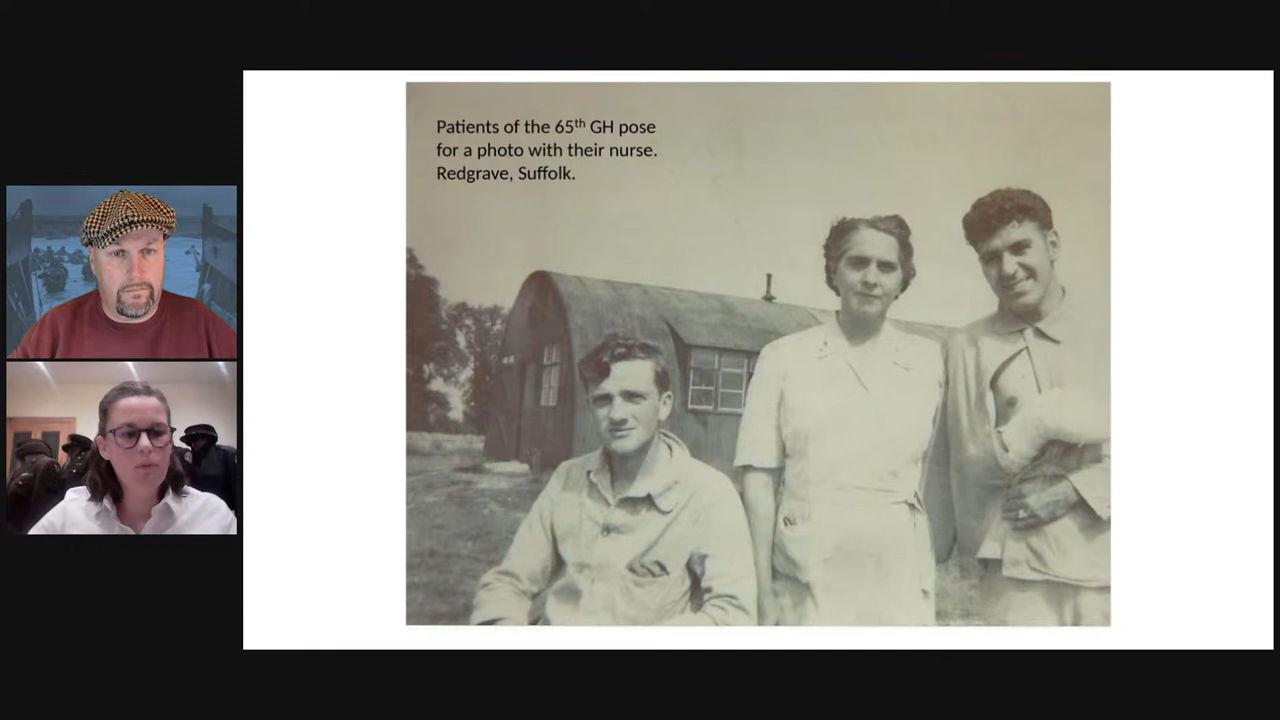 Patients of the 65th GH pose
for a photo with their nurse.
Redgrave, Suffolk.